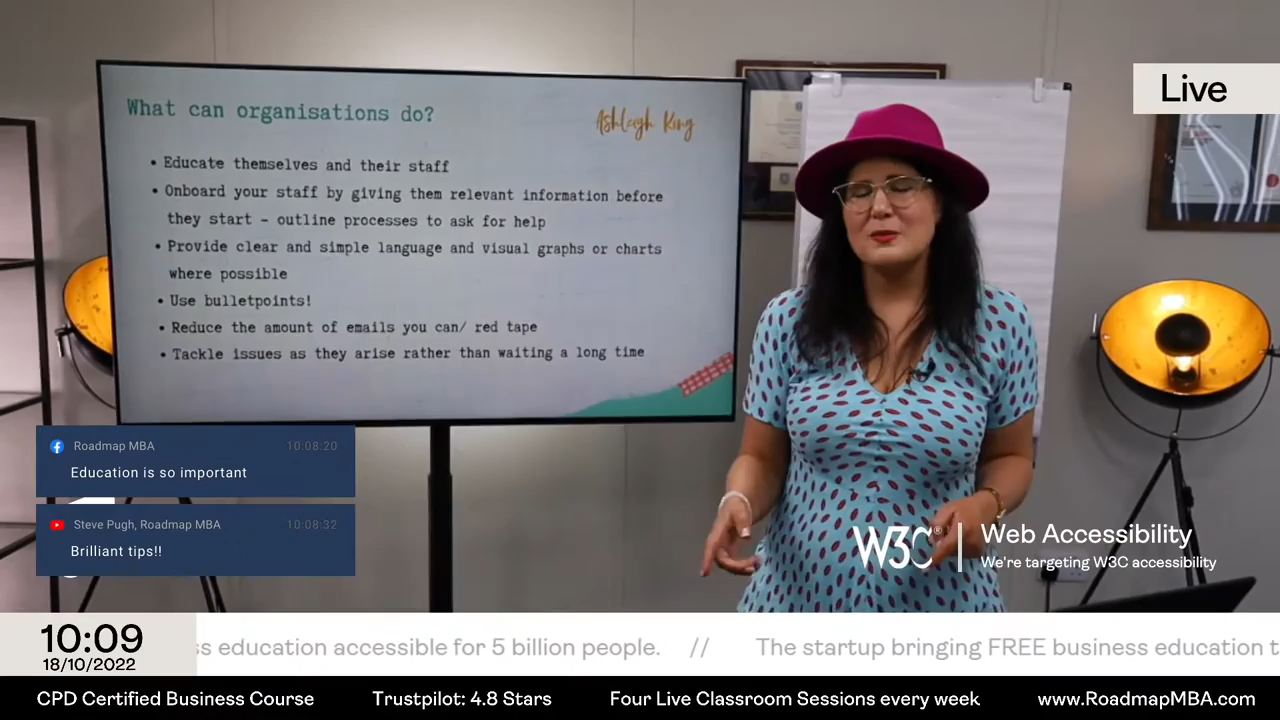 Live
What can organisations do?
Ashleigh King
• Educate themselves and their staff
• Onboard your staff by giving them relevant information before
they start - outline processes to ask for help
• Provide clear and simple language and visual graphs or charts
where possible
• Use bulletpoints!
• Reduce the amount of emails you can/ red tape
• Tackle issues as they arise rather than waiting a long time
Roadmap MBA 10:08:20
Education is so important
Steve Pugh, Roadmap MBA 10:08:32
Brilliant tips!!
W3C®
Web Accessibility
We're targeting W3C accessibility
10:09
18/10/2022
ss education accessible for 5 billion people. // The startup bringing FREE business education t
CPD Certified Business Course Trustpilot: 4.8 Stars Four Live Classroom Sessions every week www.RoadmapMBA.com